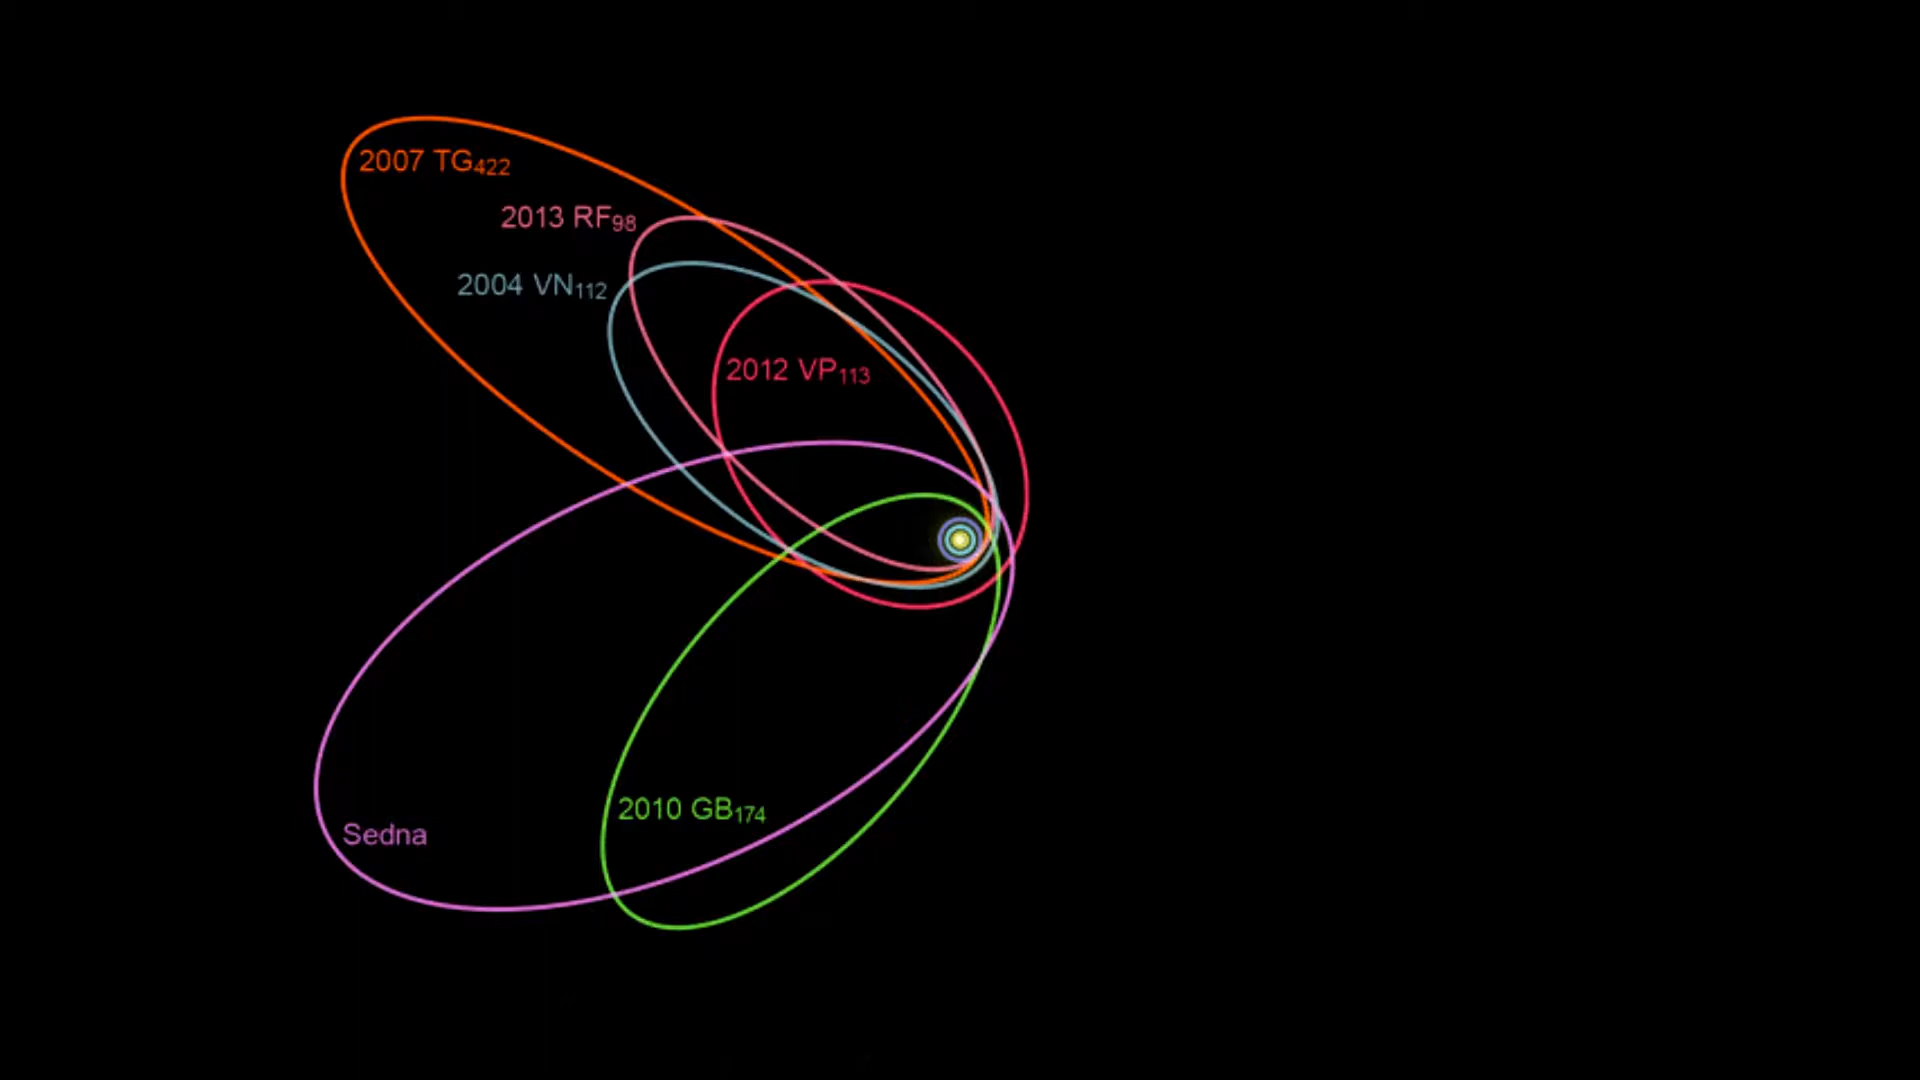 2007 TG₄₂₂
2013 RF₉₈
2004 VN₁₁₂
2012 VP₁₁₃
2010 GB₁₇₄
Sedna